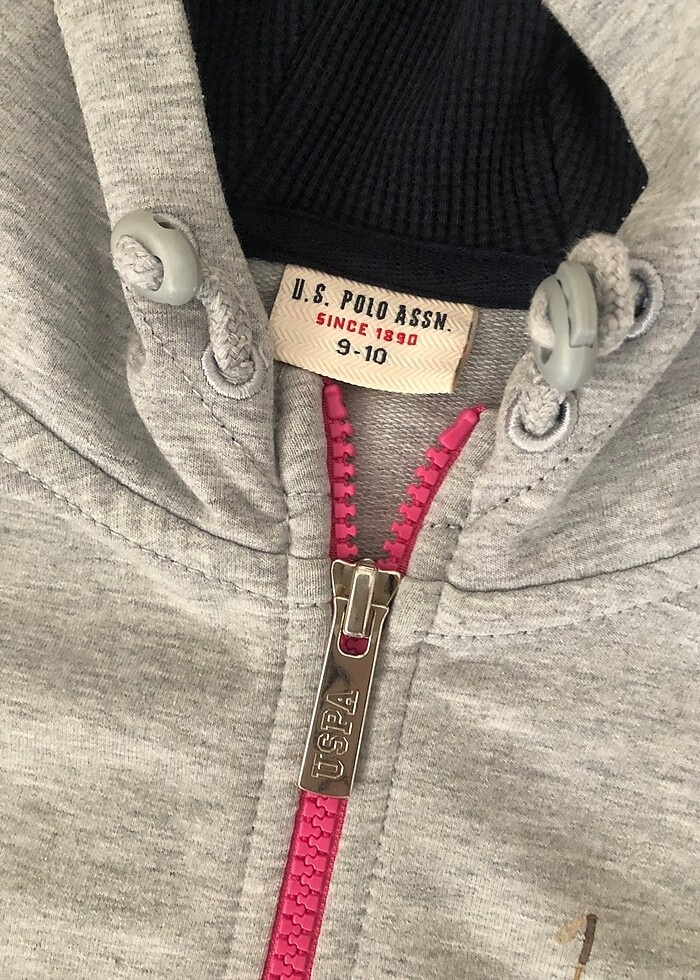 U.S. POLO ASSN.
SINCE 1890
9-10
USPA